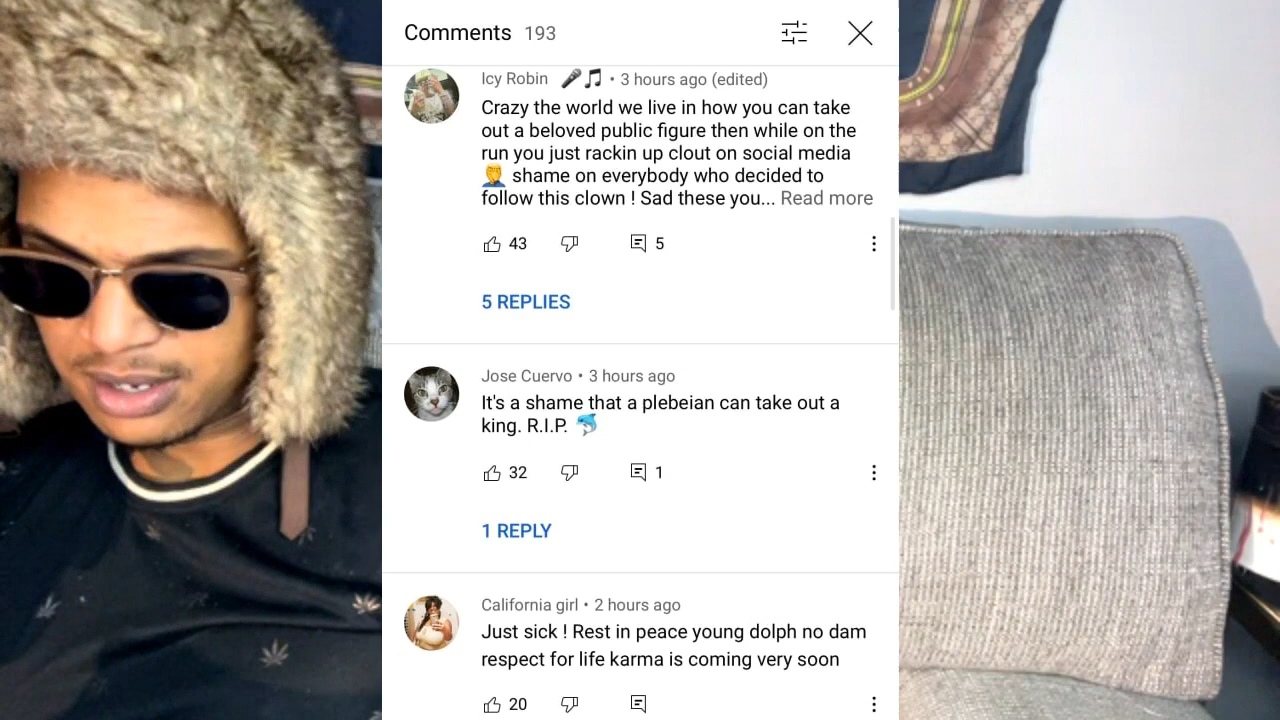 Comments 193
Icy Robin 🎤🎵 • 3 hours ago (edited)
Crazy the world we live in how you can take
out a beloved public figure then while on the
run you just rackin up clout on social media
🤦 shame on everybody who decided to
follow this clown ! Sad these you... Read more
43 5
5 REPLIES
Jose Cuervo • 3 hours ago
It's a shame that a plebeian can take out a
king. R.I.P. 🐬
32 1
1 REPLY
California girl • 2 hours ago
Just sick ! Rest in peace young dolph no dam
respect for life karma is coming very soon
20